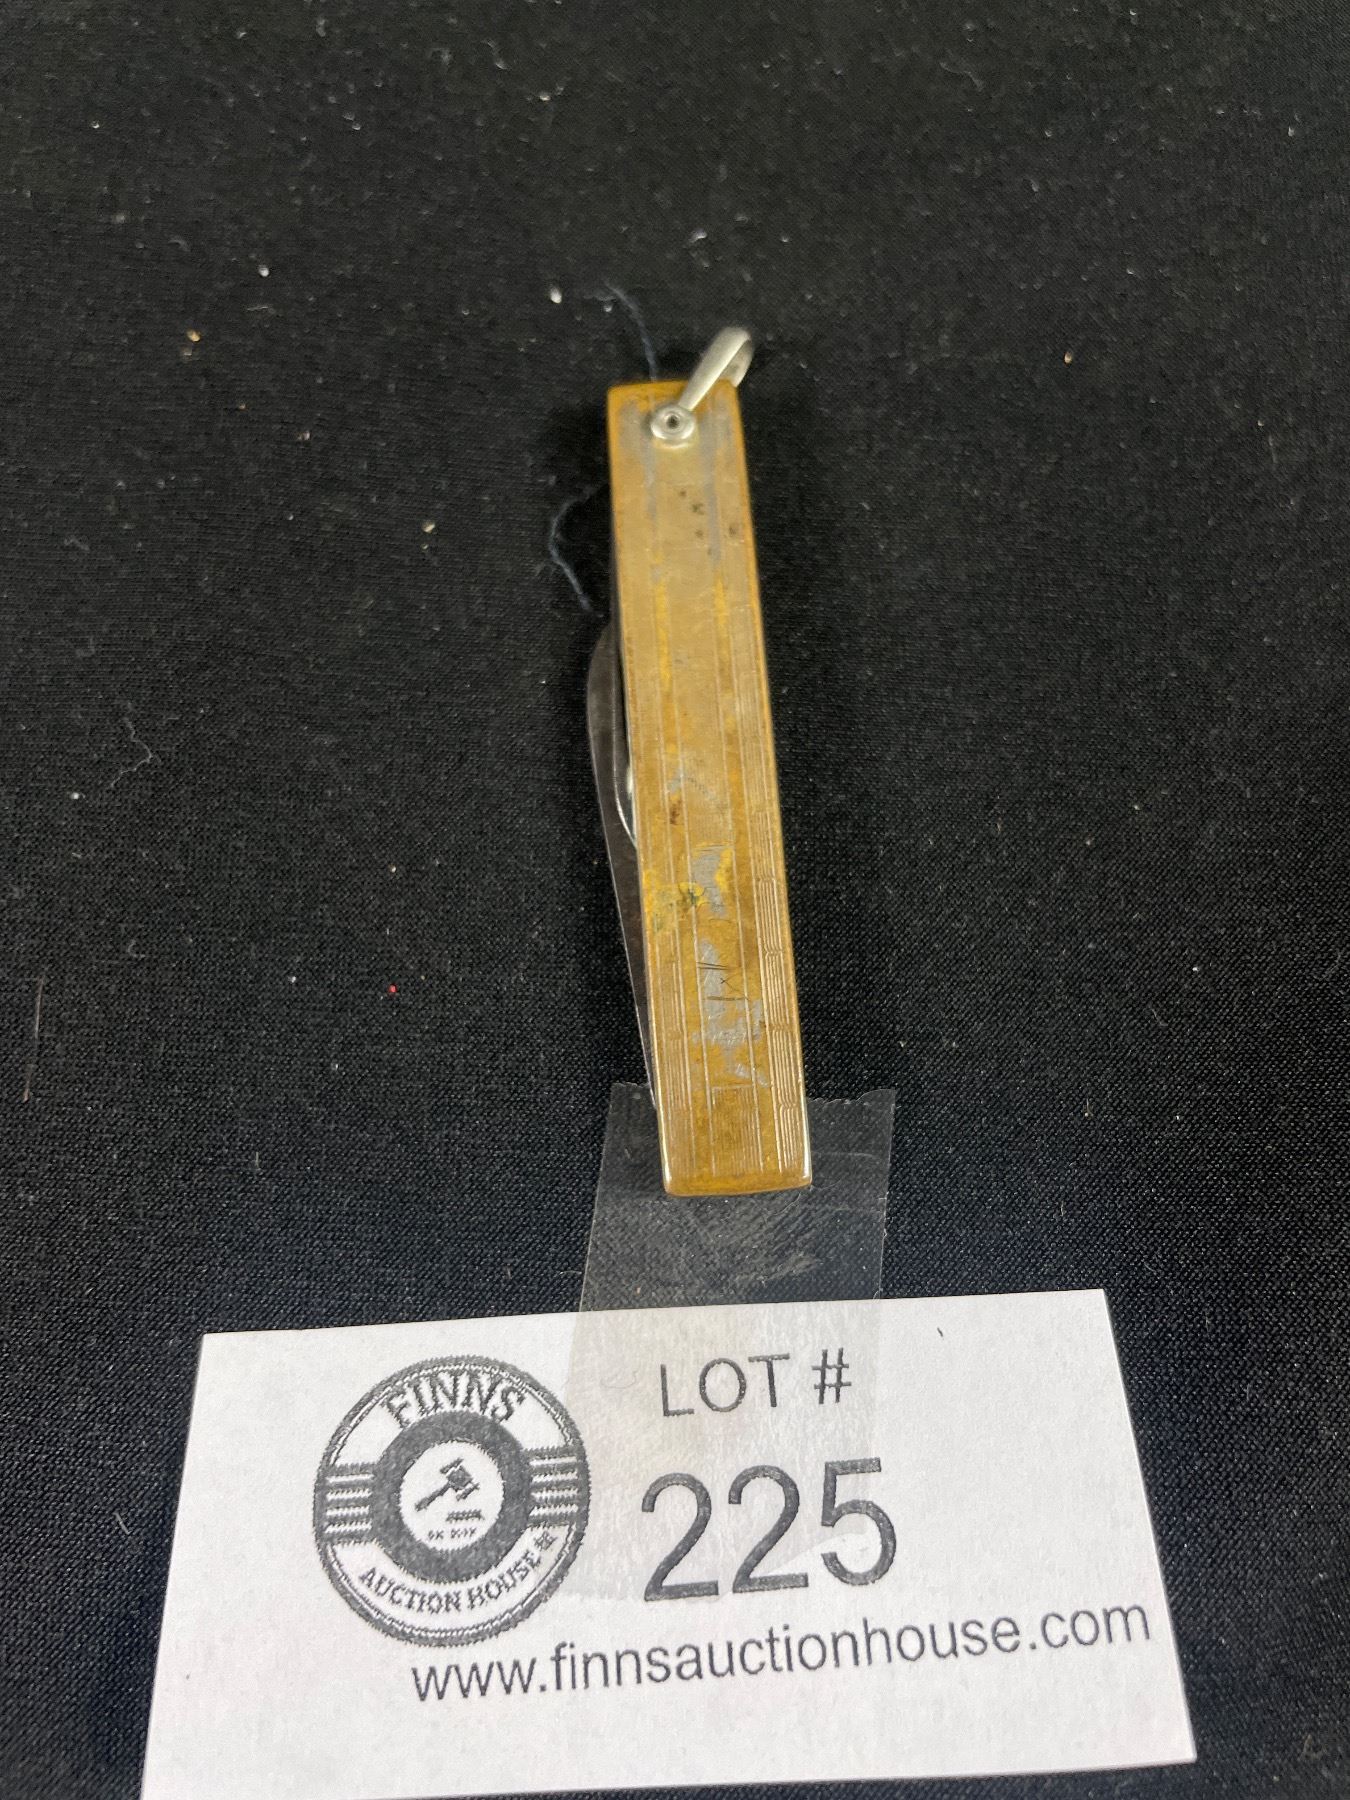 LOT #
225
FINNS
AUCTION HOUSE
www.finnsauctionhouse.com